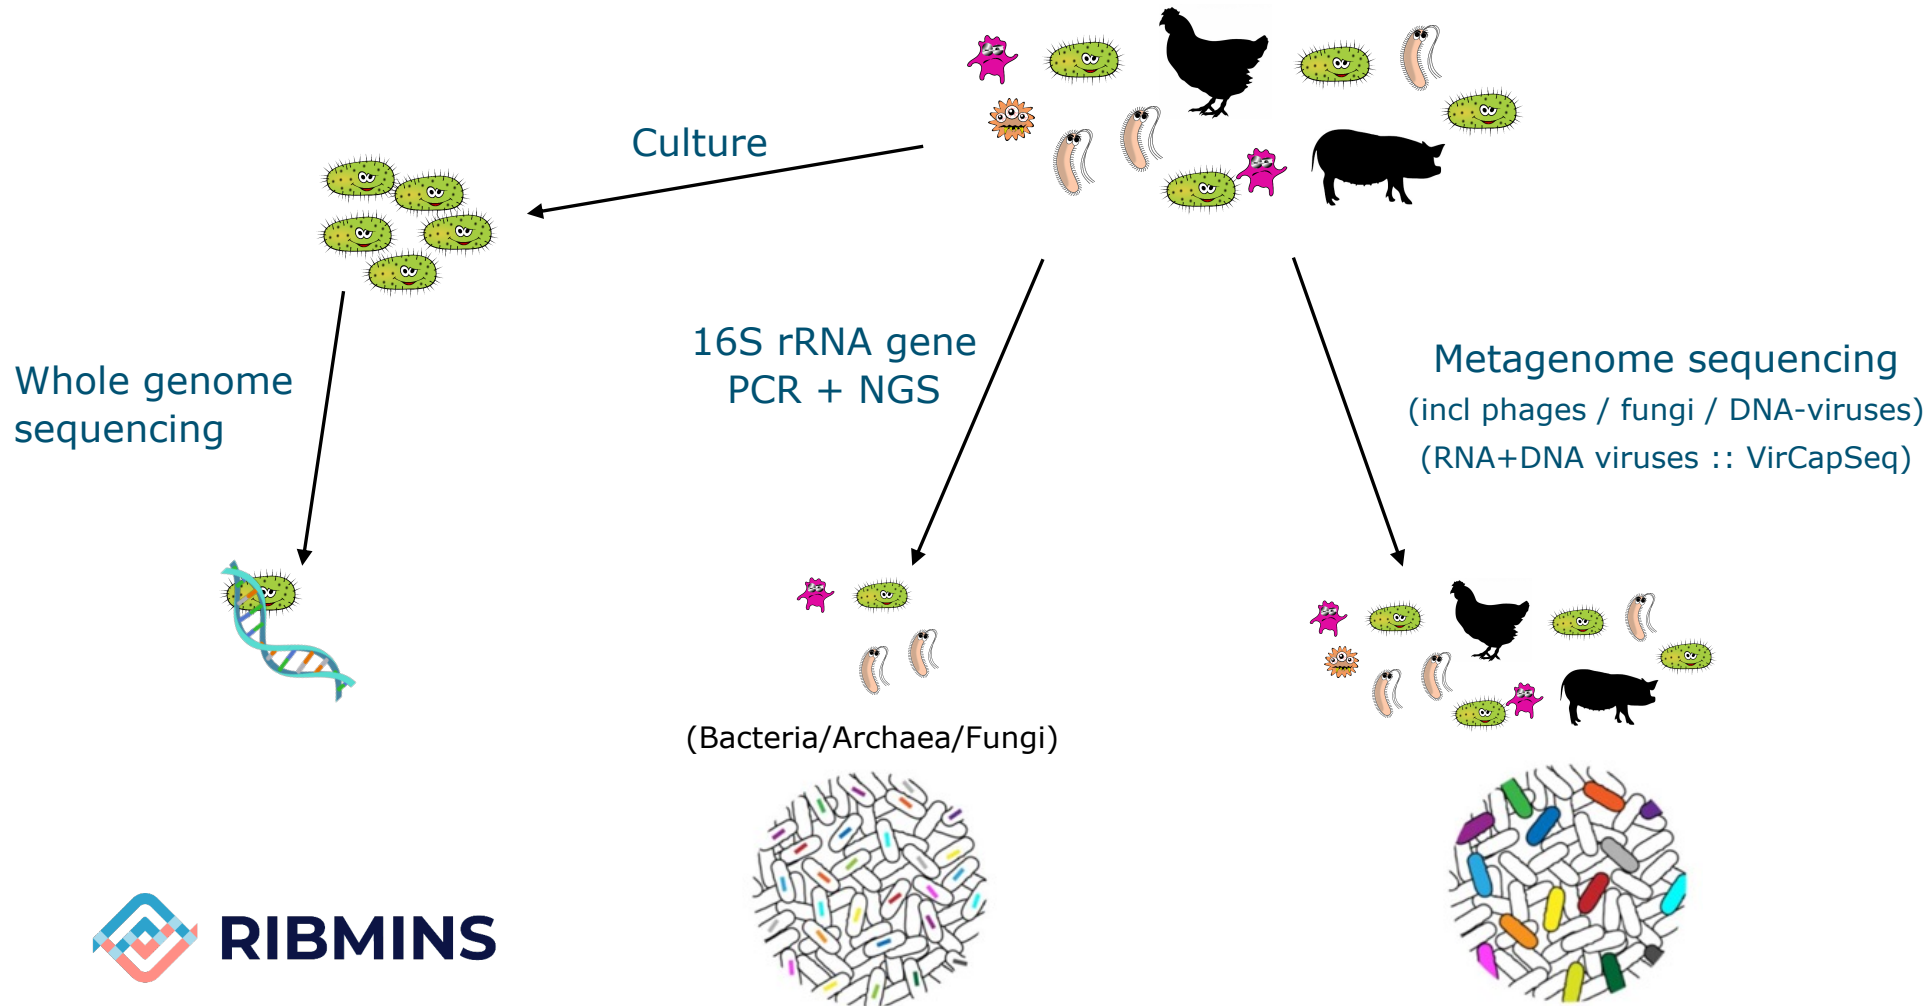 Culture
16S rRNA gene
PCR + NGS
Whole genome
sequencing
Metagenome sequencing
(incl phages / fungi / DNA-viruses)
(RNA+DNA viruses :: VirCapSeq)
(Bacteria/Archaea/Fungi)
RIBMINS